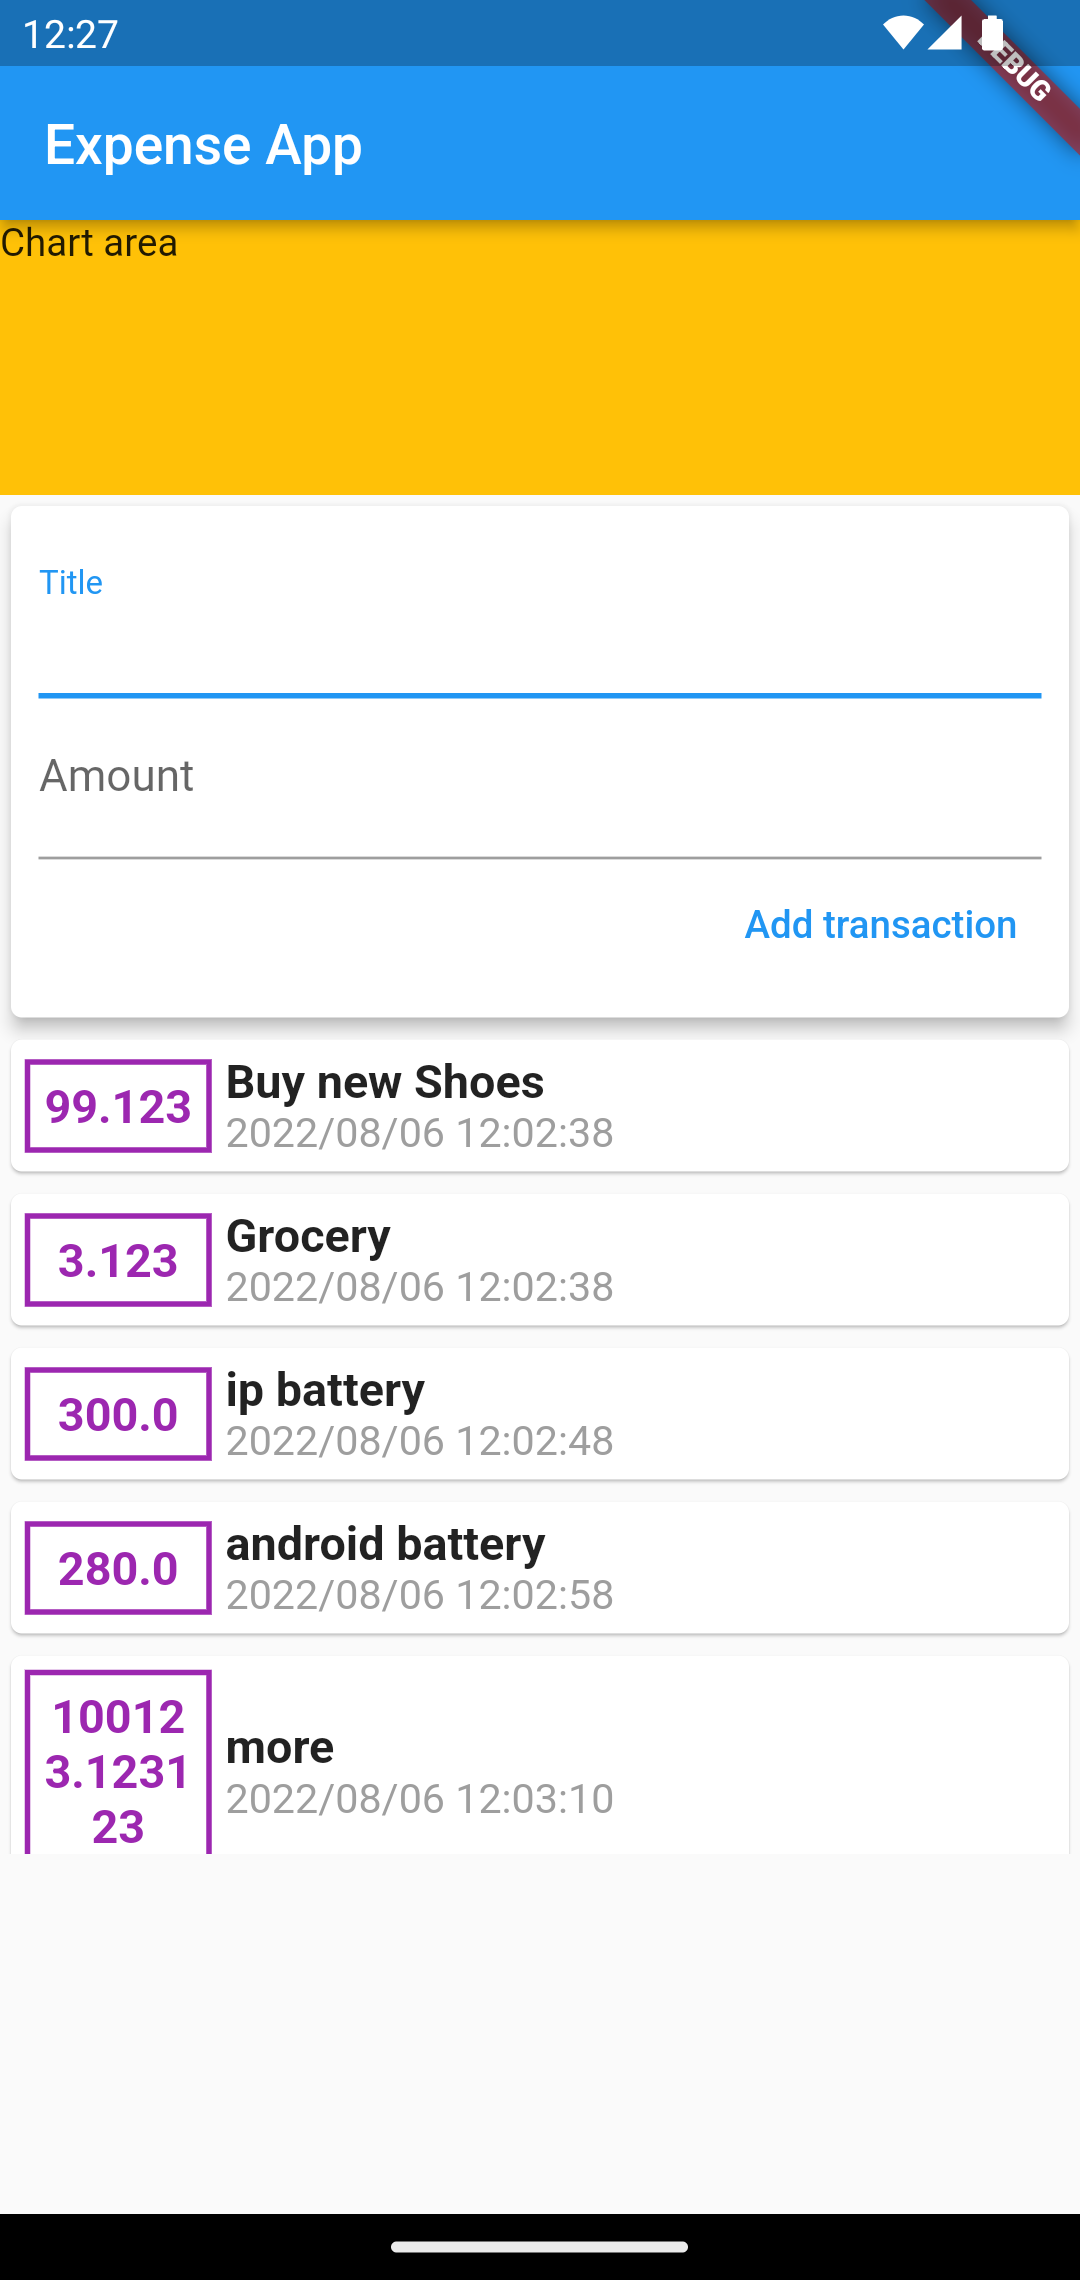 12:27
DEBUG
Expense App
Chart area
Title
Amount
Add transaction
99.123
Buy new Shoes
2022/08/06 12:02:38
3.123
Grocery
2022/08/06 12:02:38
300.0
ip battery
2022/08/06 12:02:48
280.0
android battery
2022/08/06 12:02:58
10012
3.1231
23
more
2022/08/06 12:03:10